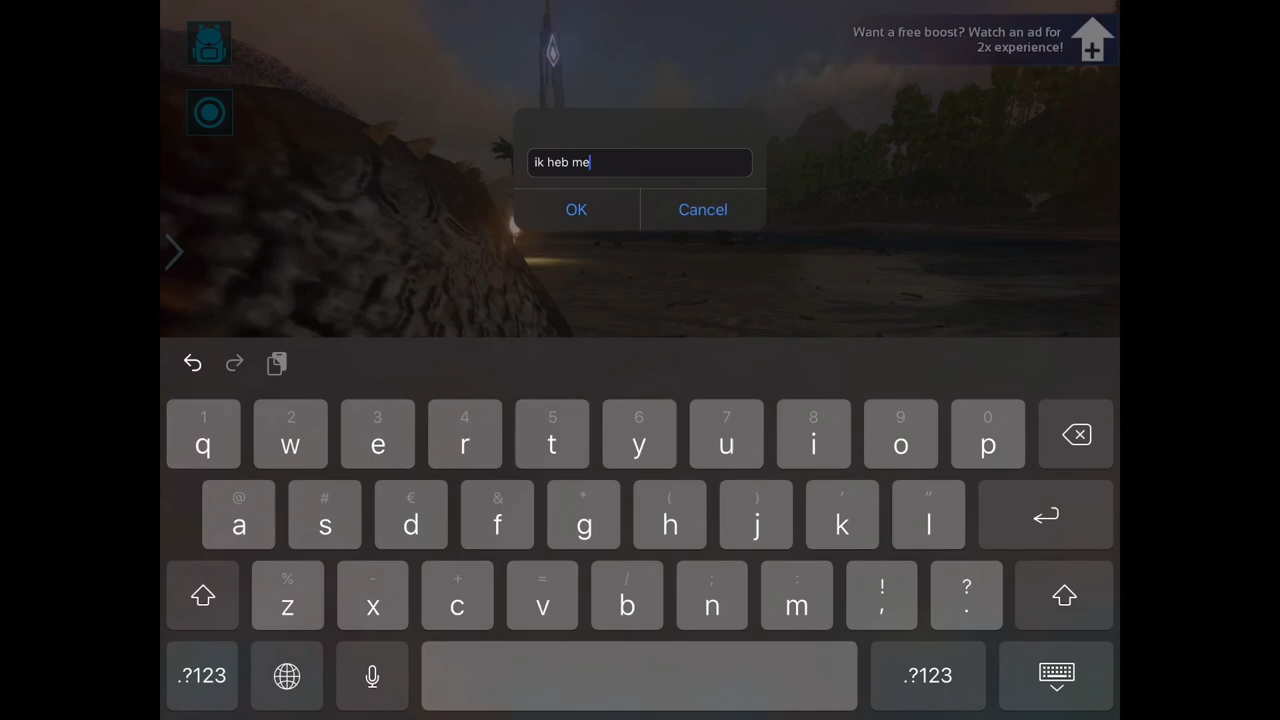 Want a free boost? Watch an ad for
2x experience!
ik heb me
OK Cancel
1 2 3 4 5 6 7 8 9 0
q w e r t y u i o p
@ # € & * ( ) ' "
a s d f g h j k l
% - + = / ; : ! ?
z x c v b n m , .
.?123 .?123